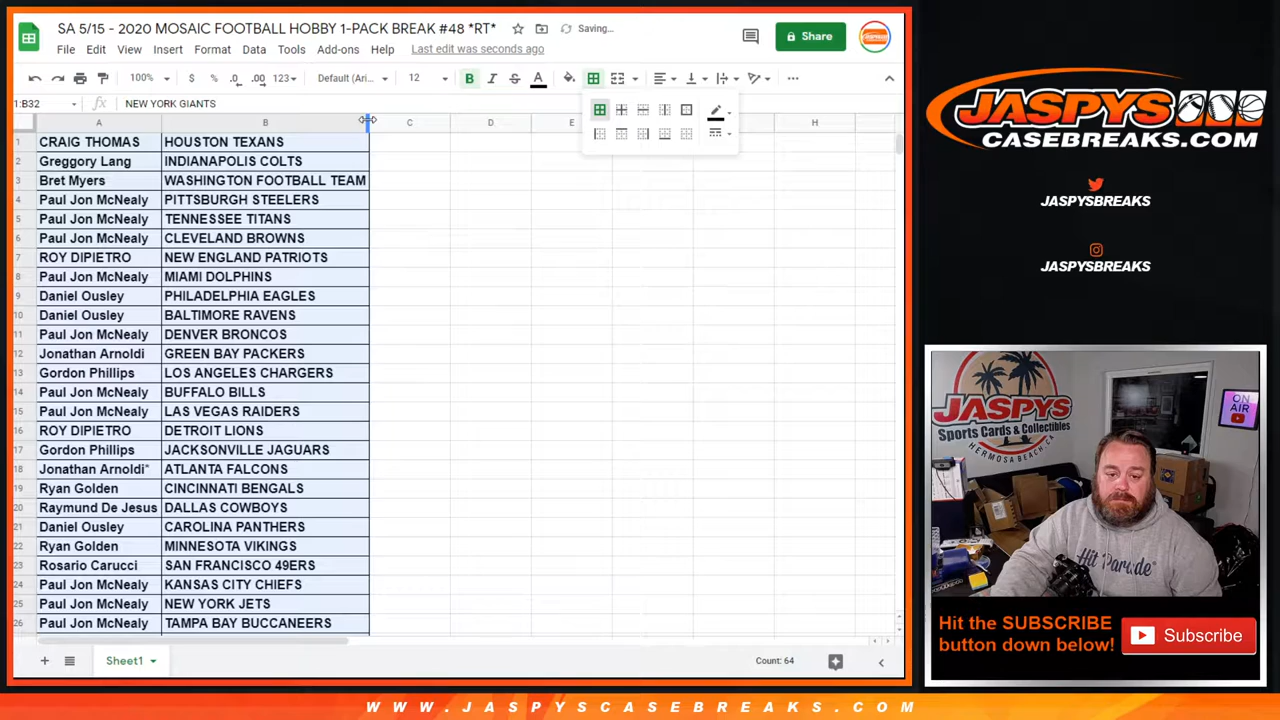 SA 5/15 - 2020 MOSAIC FOOTBALL HOBBY 1-PACK BREAK #48 *RT*
Saving...
Share
File Edit View Insert Format Data Tools Add-ons Help Last edit was seconds ago
100% $ % .0 .00 123 Default (Ari... 12 B I S A
1:B32 fx NEW YORK GIANTS
A B C D E H
1 CRAIG THOMAS HOUSTON TEXANS
2 Greggory Lang INDIANAPOLIS COLTS
3 Bret Myers WASHINGTON FOOTBALL TEAM
4 Paul Jon McNealy PITTSBURGH STEELERS
5 Paul Jon McNealy TENNESSEE TITANS
6 Paul Jon McNealy CLEVELAND BROWNS
7 ROY DIPIETRO NEW ENGLAND PATRIOTS
8 Paul Jon McNealy MIAMI DOLPHINS
9 Daniel Ousley PHILADELPHIA EAGLES
10 Daniel Ousley BALTIMORE RAVENS
11 Paul Jon McNealy DENVER BRONCOS
12 Jonathan Arnoldi GREEN BAY PACKERS
13 Gordon Phillips LOS ANGELES CHARGERS
14 Paul Jon McNealy BUFFALO BILLS
15 Paul Jon McNealy LAS VEGAS RAIDERS
16 ROY DIPIETRO DETROIT LIONS
17 Gordon Phillips JACKSONVILLE JAGUARS
18 Jonathan Arnoldi* ATLANTA FALCONS
19 Ryan Golden CINCINNATI BENGALS
20 Raymund De Jesus DALLAS COWBOYS
21 Daniel Ousley CAROLINA PANTHERS
22 Ryan Golden MINNESOTA VIKINGS
23 Rosario Carucci SAN FRANCISCO 49ERS
24 Paul Jon McNealy KANSAS CITY CHIEFS
25 Paul Jon McNealy NEW YORK JETS
26 Paul Jon McNealy TAMPA BAY BUCCANEERS
Sheet1
Count: 64
JASPYS
CASEBREAKS.COM
JASPYSBREAKS
JASPYSBREAKS
JASPYS
Sports Cards & Collectibles
HERMOSA BEACH, CA
ON AIR
Hit Parade
Hit the SUBSCRIBE
button down below!
Subscribe
WWW.JASPYSCASEBREAKS.COM